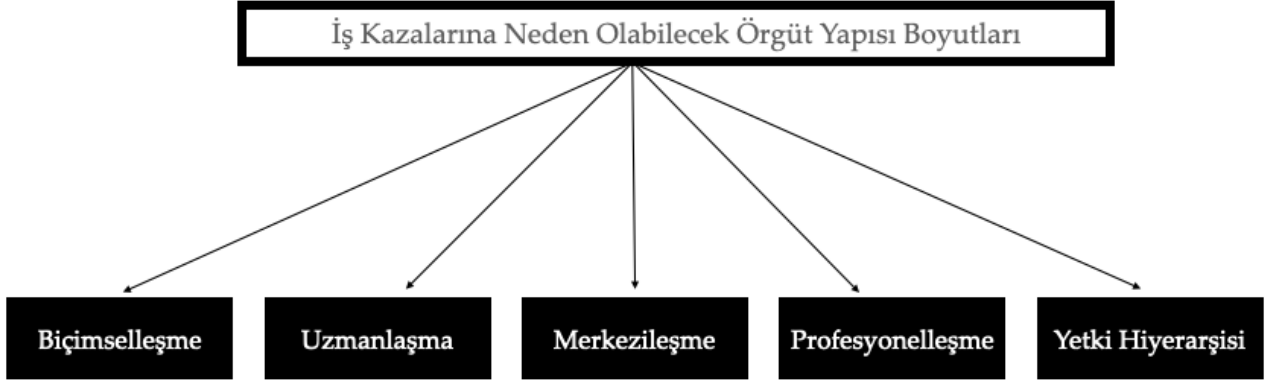 İş Kazalarına Neden Olabilecek Örgüt Yapısı Boyutları
Biçimselleşme
Uzmanlaşma
Merkezileşme
Profesyonelleşme
Yetki Hiyerarşisi